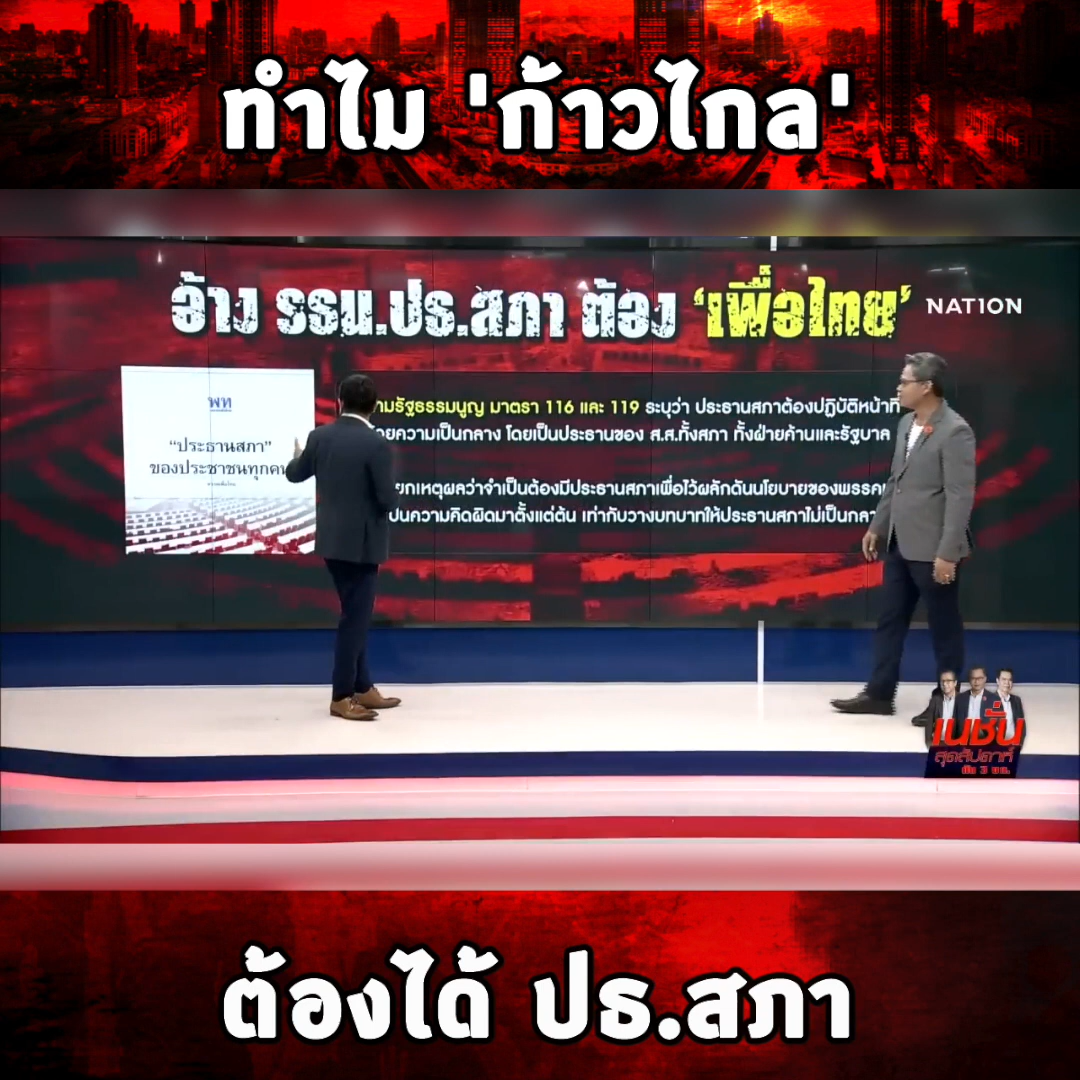 ทำไม 'ก้าวไกล'
อ้าง รธน.ปธ.สภา ต้อง 'เพื่อไทย'
NATION
พท
“ประธานสภา”
ของประชาชนทุกคน
ามรัฐธรรมนูญ มาตรา 116 และ 119 ระบุว่า ประธานสภาต้องปฏิบัติหน้าที่
วยความเป็นกลาง โดยเป็นประธานของ ส.ส.ทั้งสภา ทั้งฝ่ายค้านและรัฐบาล
ยกเหตุผลว่าจำเป็นต้องมีประธานสภาเพื่อไว้ผลักดันนโยบายของพรรค
ป็นความคิดผิดมาตั้งแต่ต้น เท่ากับวางบทบาทให้ประธานสภาไม่เป็นกลา
เนชั่น
สุดสัปดาห์
กับ 3 บก.
ต้องได้ ปธ.สภา